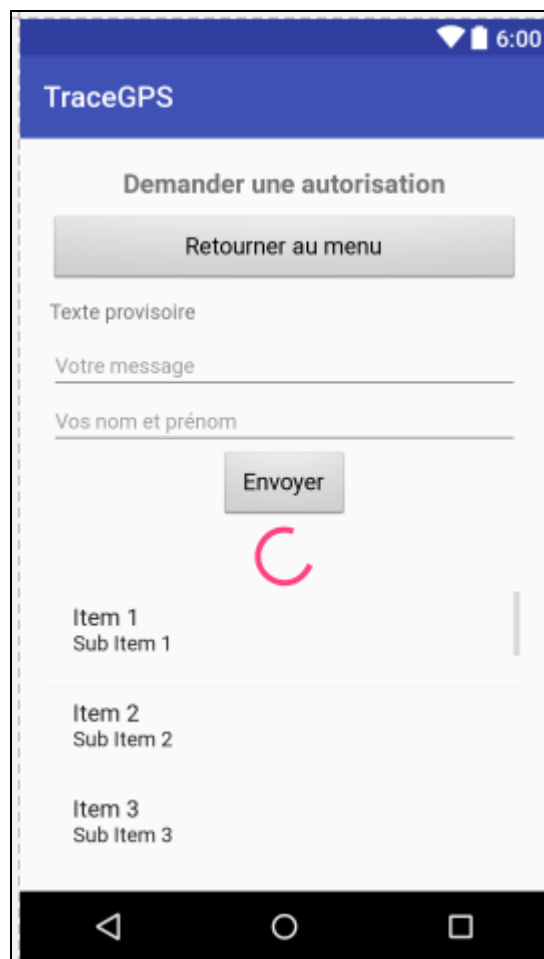 6:00
TraceGPS
Demander une autorisation
Retourner au menu
Texte provisoire
Votre message
Vos nom et prénom
Envoyer
Item 1
Sub Item 1
Item 2
Sub Item 2
Item 3
Sub Item 3